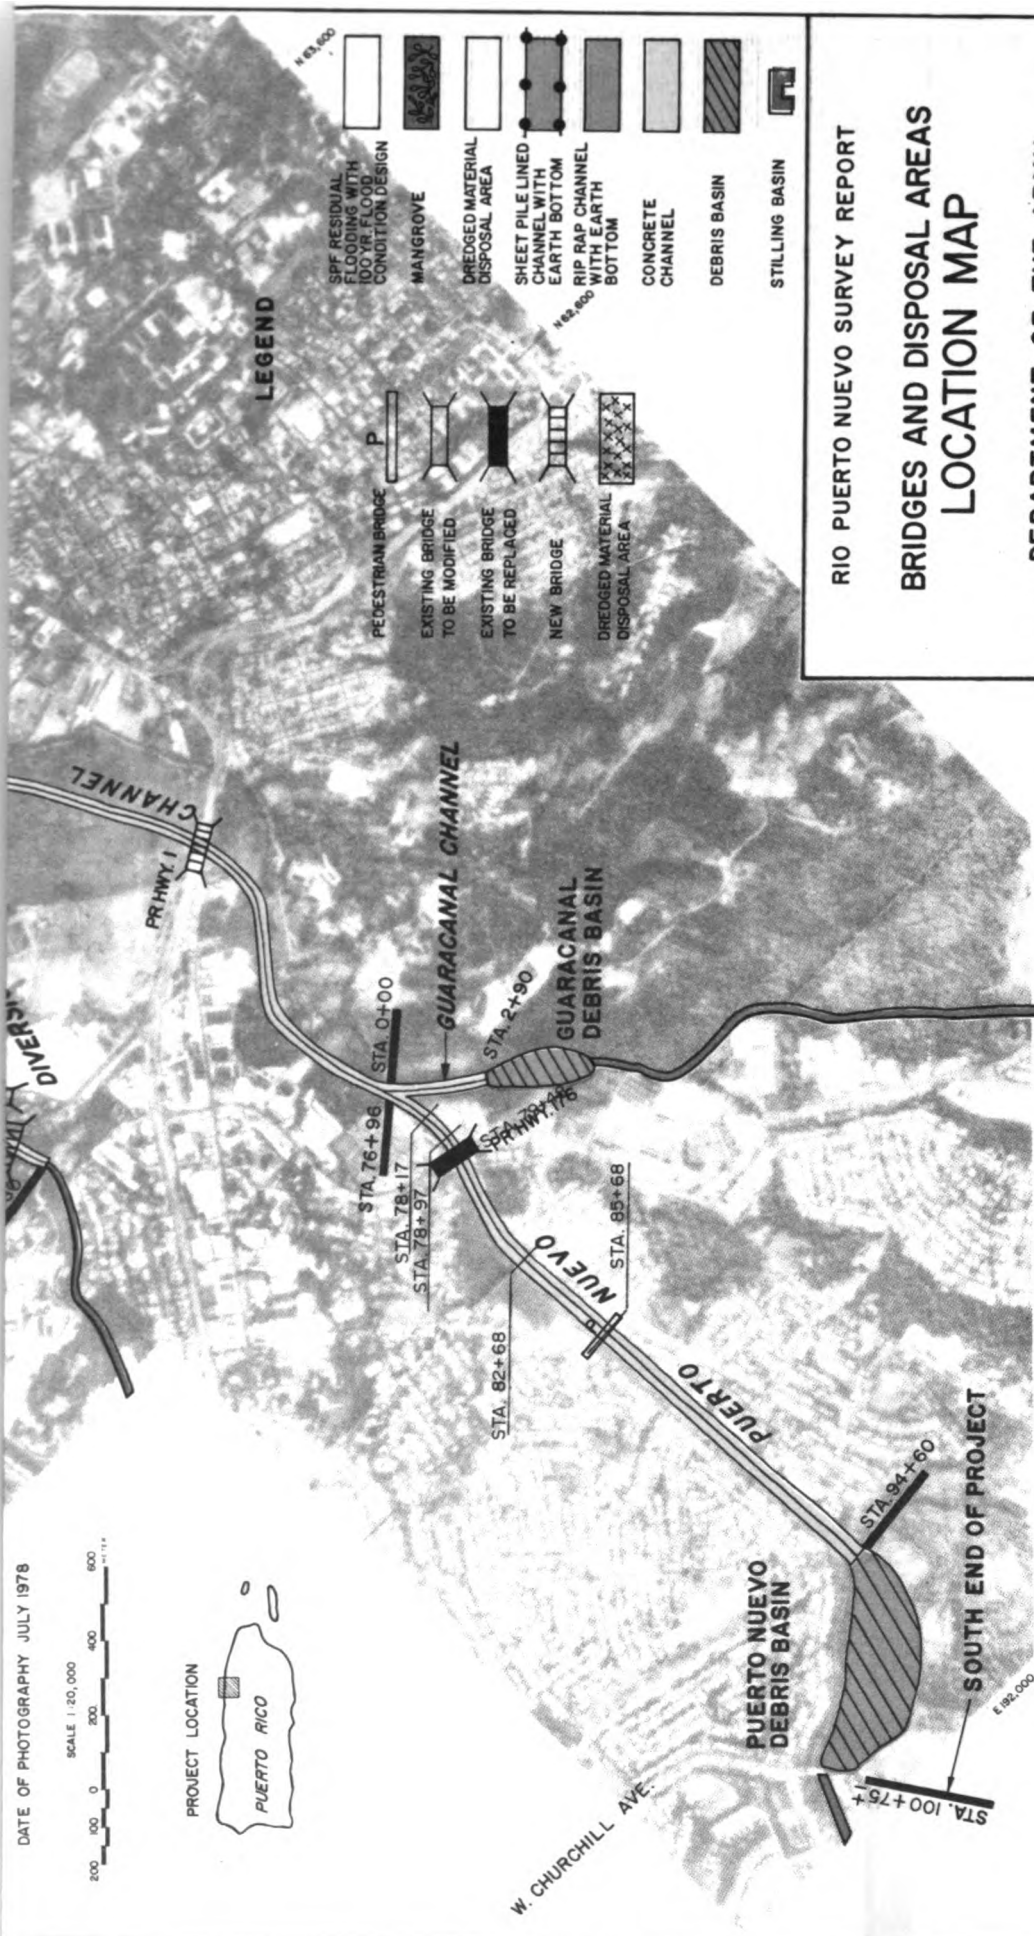 DATE OF PHOTOGRAPHY JULY 1978
SCALE 1:20,000
200 100 0 200 400 600
METER
PROJECT LOCATION
PUERTO RICO
W. CHURCHILL AVE.
PUERTO NUEVO
DEBRIS BASIN
STA. 100+75±
SOUTH END OF PROJECT
E 192,000
STA. 94+60
PUERTO
NUEVO
P
STA. 85+68
STA. 82+68
STA. 78+97
STA. 78+17
STA. 76+96
STA. 0+00
PR HWY. 176
GUARACANAL CHANNEL
STA. 2+90
GUARACANAL
DEBRIS BASIN
PR HWY. 1
CHANNEL
LEGEND
PEDESTRIAN BRIDGE
P
EXISTING BRIDGE
TO BE MODIFIED
EXISTING BRIDGE
TO BE REPLACED
NEW BRIDGE
DREDGED MATERIAL
DISPOSAL AREA
SPF RESIDUAL
FLOODING WITH
100 YR. FLOOD
CONDITION DESIGN
MANGROVE
DREDGED MATERIAL
DISPOSAL AREA
SHEET PILE LINED
CHANNEL WITH
EARTH BOTTOM
RIP RAP CHANNEL
WITH EARTH
BOTTOM
CONCRETE
CHANNEL
DEBRIS BASIN
STILLING BASIN
N 63,600
N 62,600
RIO PUERTO NUEVO SURVEY REPORT
BRIDGES AND DISPOSAL AREAS
LOCATION MAP